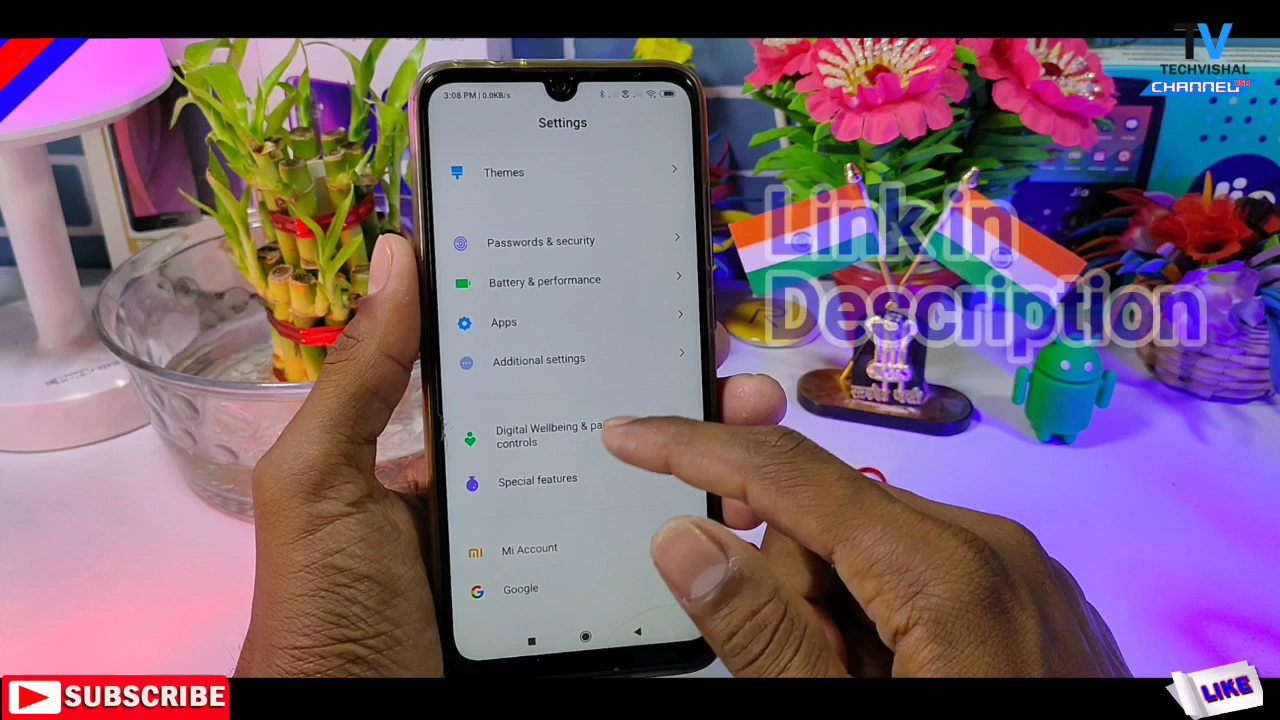 TV
TECHVISHAL
CHANNEL
3:08 PM | 0.0KB/s
Settings
Themes
Passwords & security
Battery & performance
Apps
Additional settings
Digital Wellbeing & pa
controls
Special features
Mi Account
Google
Link in
Description
Jio
SUBSCRIBE
LIKE